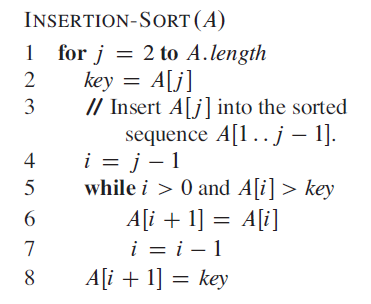 INSERTION-SORT(A)
1 for j = 2 to A.length
2 key = A[j]
3 // Insert A[j] into the sorted
sequence A[1 . . j − 1].
4 i = j − 1
5 while i > 0 and A[i] > key
6 A[i + 1] = A[i]
7 i = i − 1
8 A[i + 1] = key